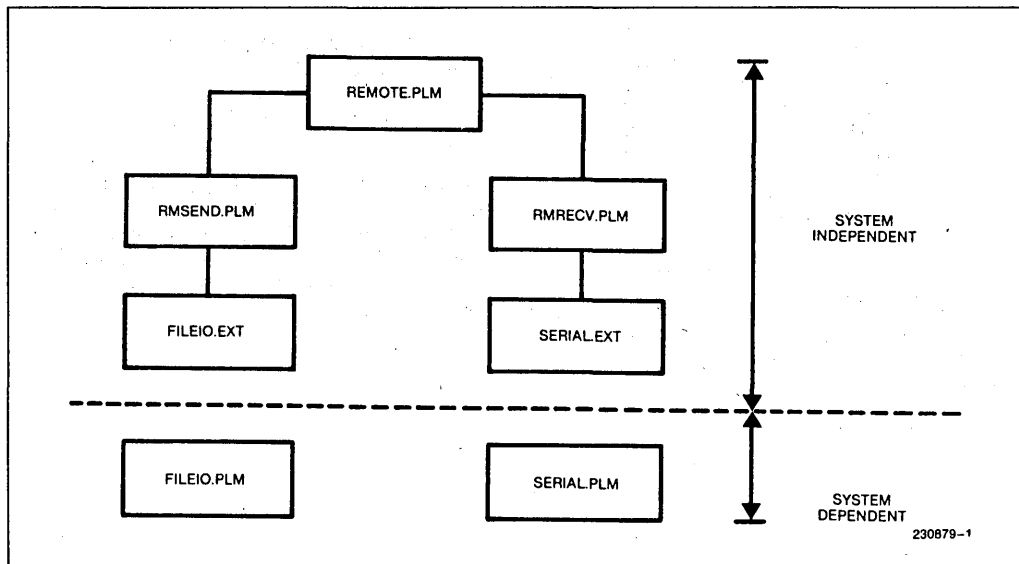 REMOTE.PLM
RMSEND.PLM
RMRECV.PLM
SYSTEM
INDEPENDENT
FILEIO.EXT
SERIAL.EXT
FILEIO.PLM
SERIAL.PLM
SYSTEM
DEPENDENT
230879-1